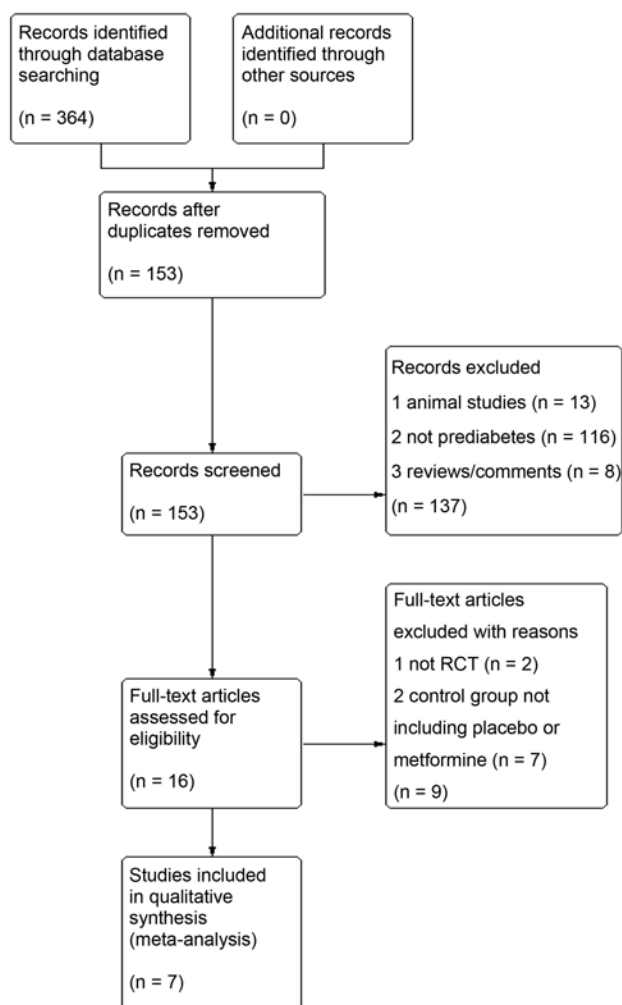 Records identified
through database
searching
(n = 364)
Additional records
identified through
other sources
(n = 0)
Records after
duplicates removed
(n = 153)
Records screened
(n = 153)
Records excluded
1 animal studies (n = 13)
2 not prediabetes (n = 116)
3 reviews/comments (n = 8)
(n = 137)
Full-text articles
assessed for
eligibility
(n = 16)
Full-text articles
excluded with reasons
1 not RCT (n = 2)
2 control group not
including placebo or
metformine (n = 7)
(n = 9)
Studies included
in qualitative
synthesis
(meta-analysis)
(n = 7)